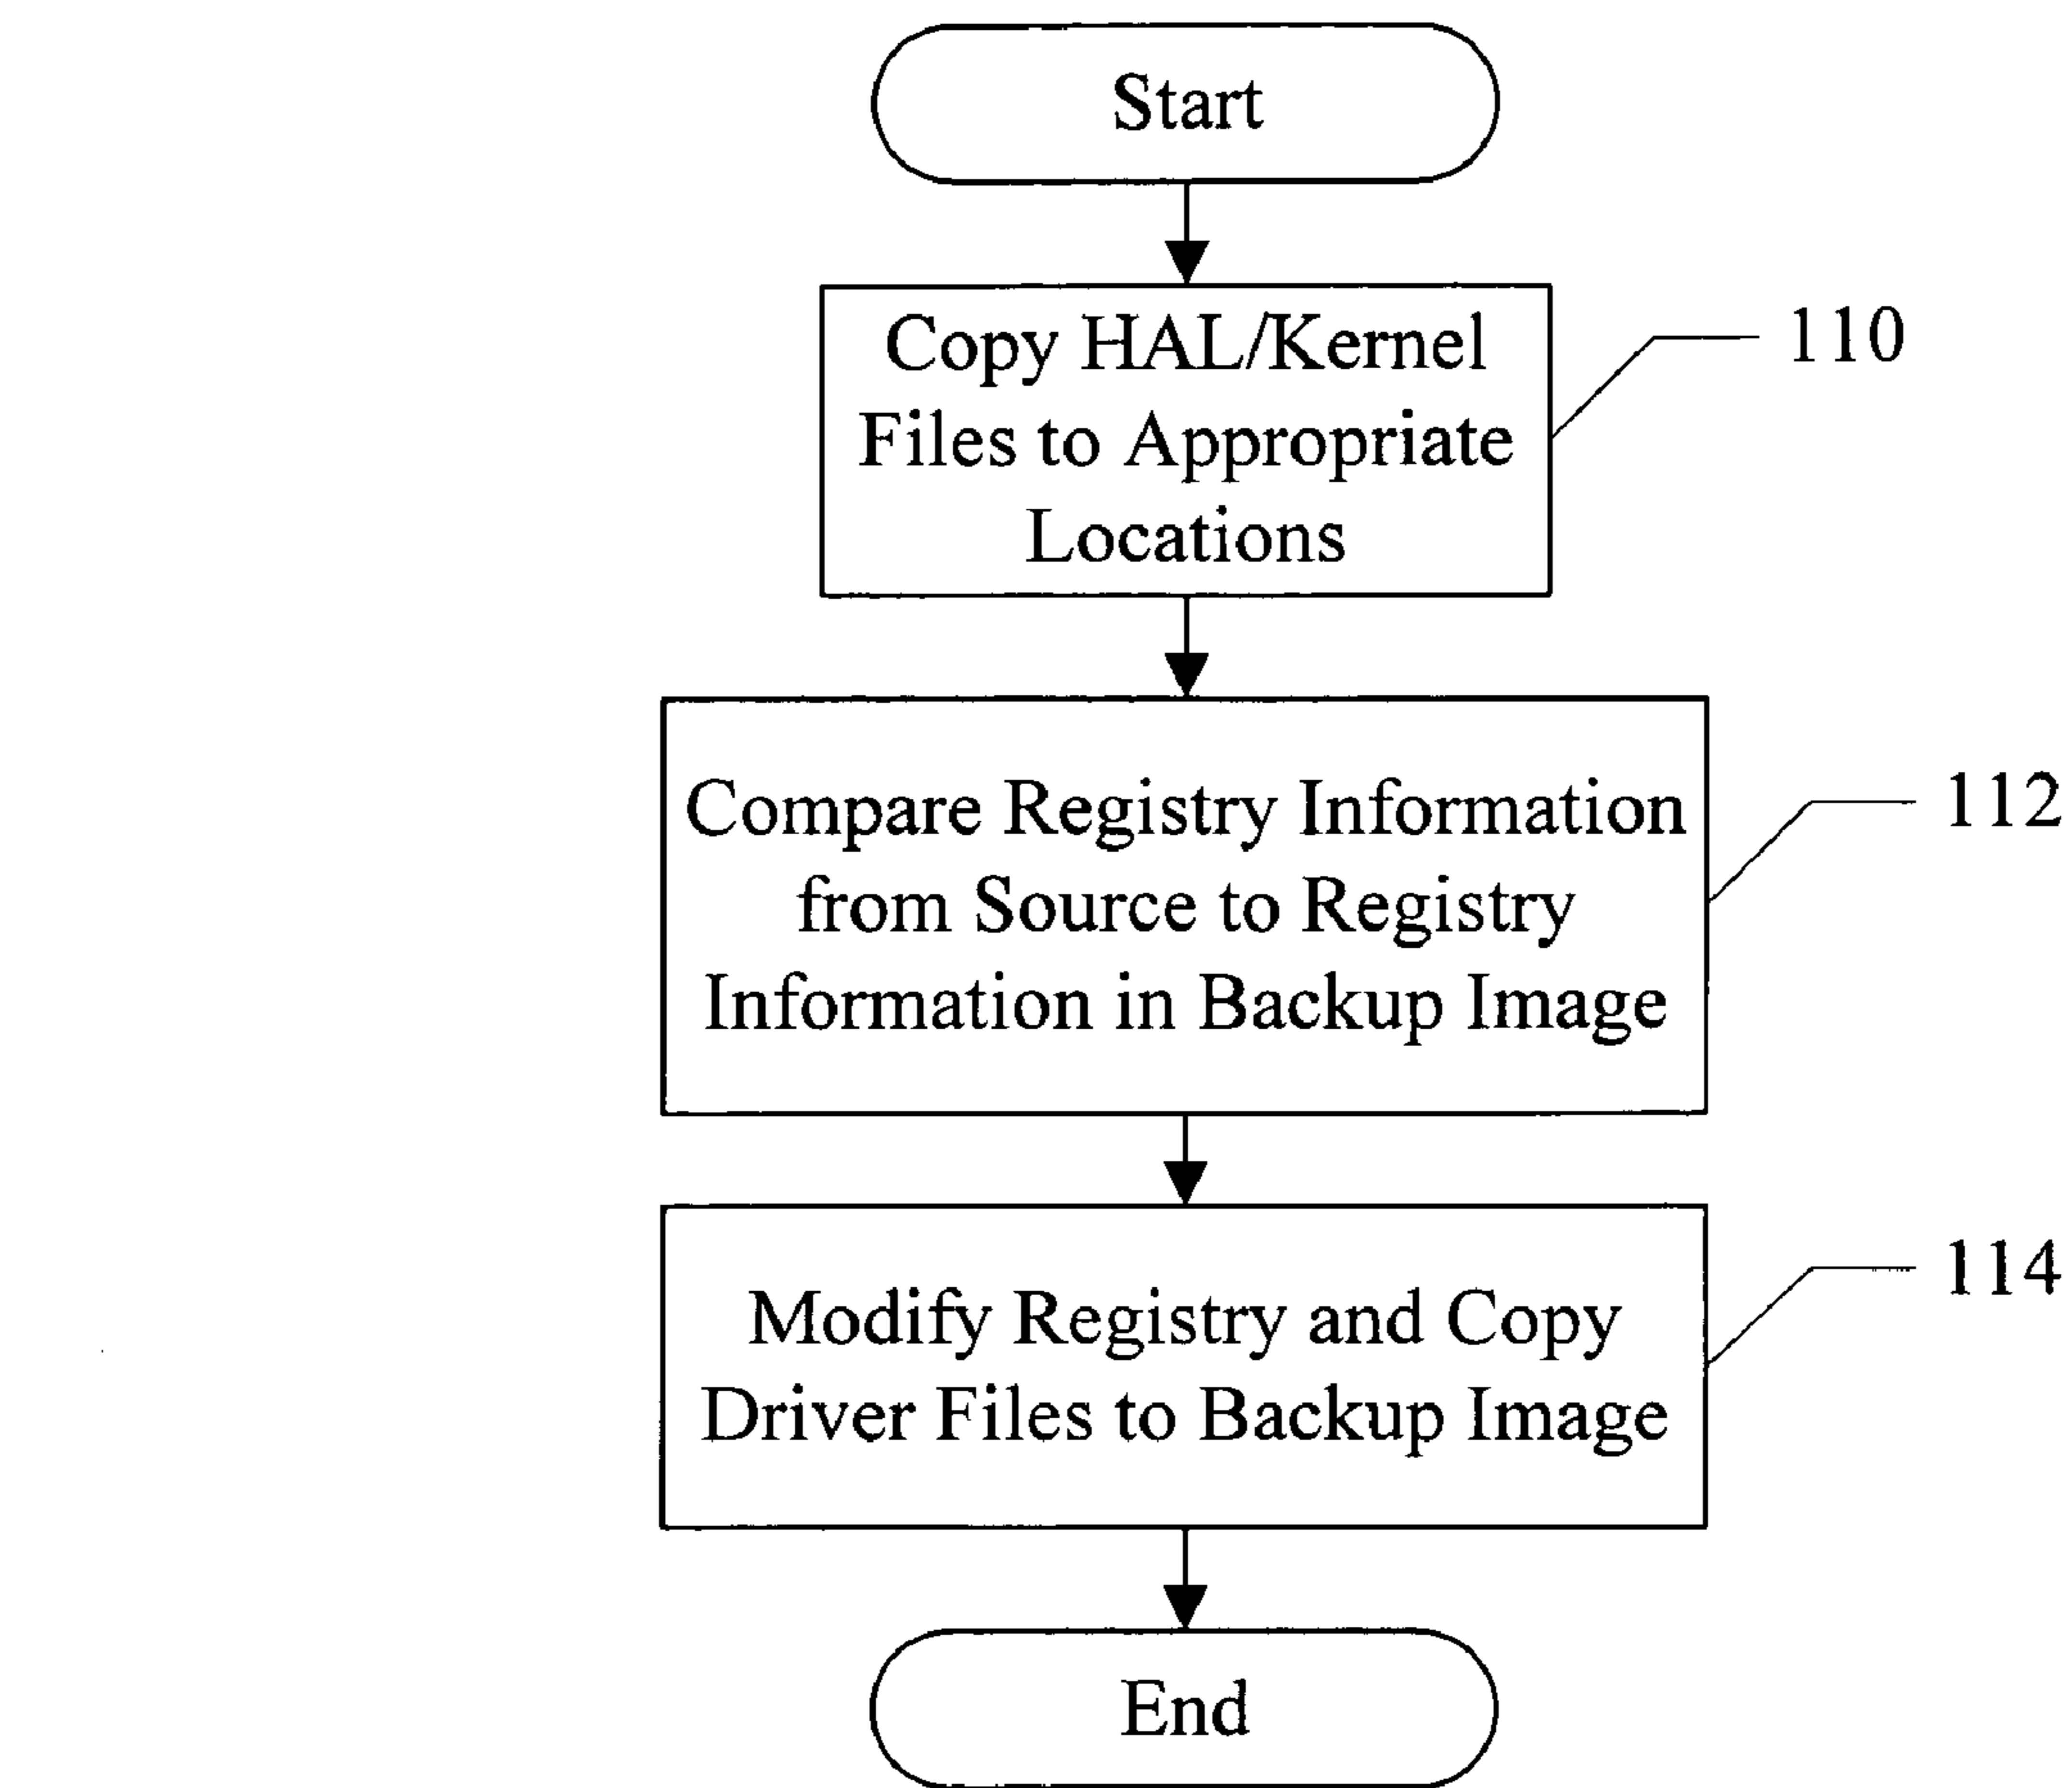 Start
Copy HAL/Kernel
Files to Appropriate
Locations
110
Compare Registry Information
from Source to Registry
Information in Backup Image
112
Modify Registry and Copy
Driver Files to Backup Image
114
End